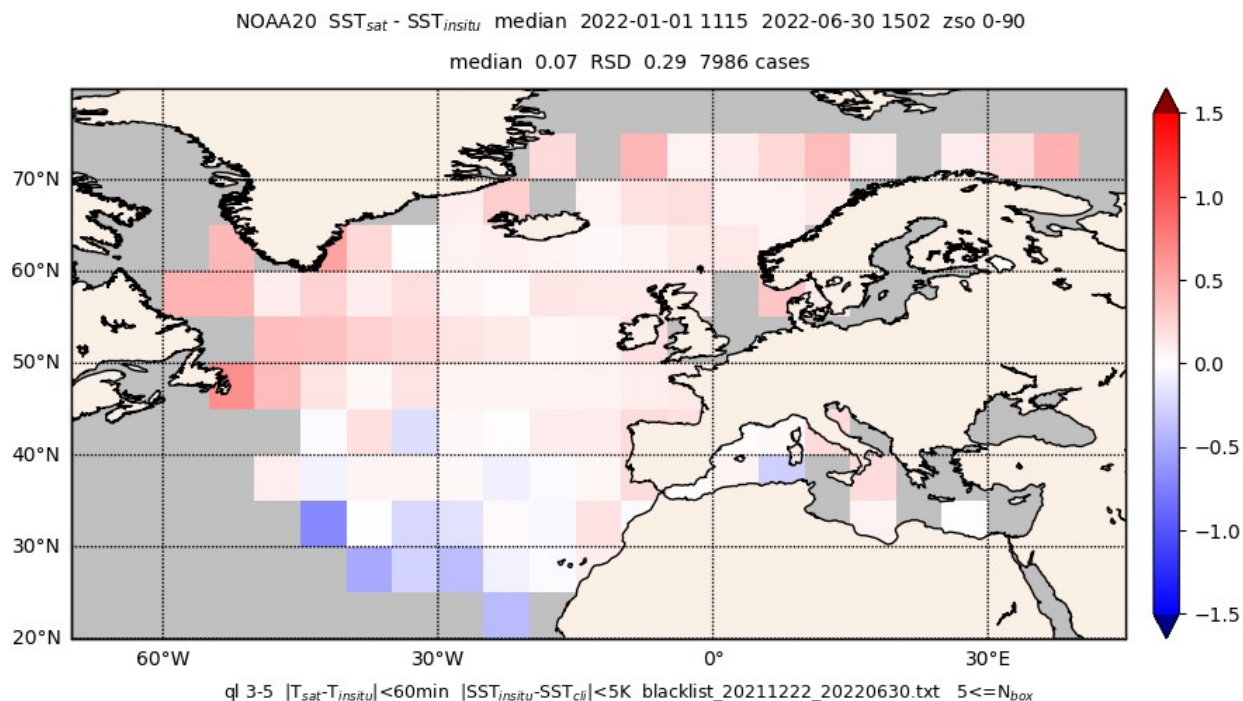 NOAA20 SST_sat - SST_insitu median 2022-01-01 1115 2022-06-30 1502 zso 0-90
median 0.07 RSD 0.29 7986 cases
1.5
1.0
0.5
0.0
−0.5
−1.0
−1.5
70°N
60°N
50°N
40°N
30°N
20°N
60°W 30°W 0° 30°E
ql 3-5 |T_sat-T_insitu|<60min |SST_insitu-SST_cli|<5K blacklist_20211222_20220630.txt 5<=N_box